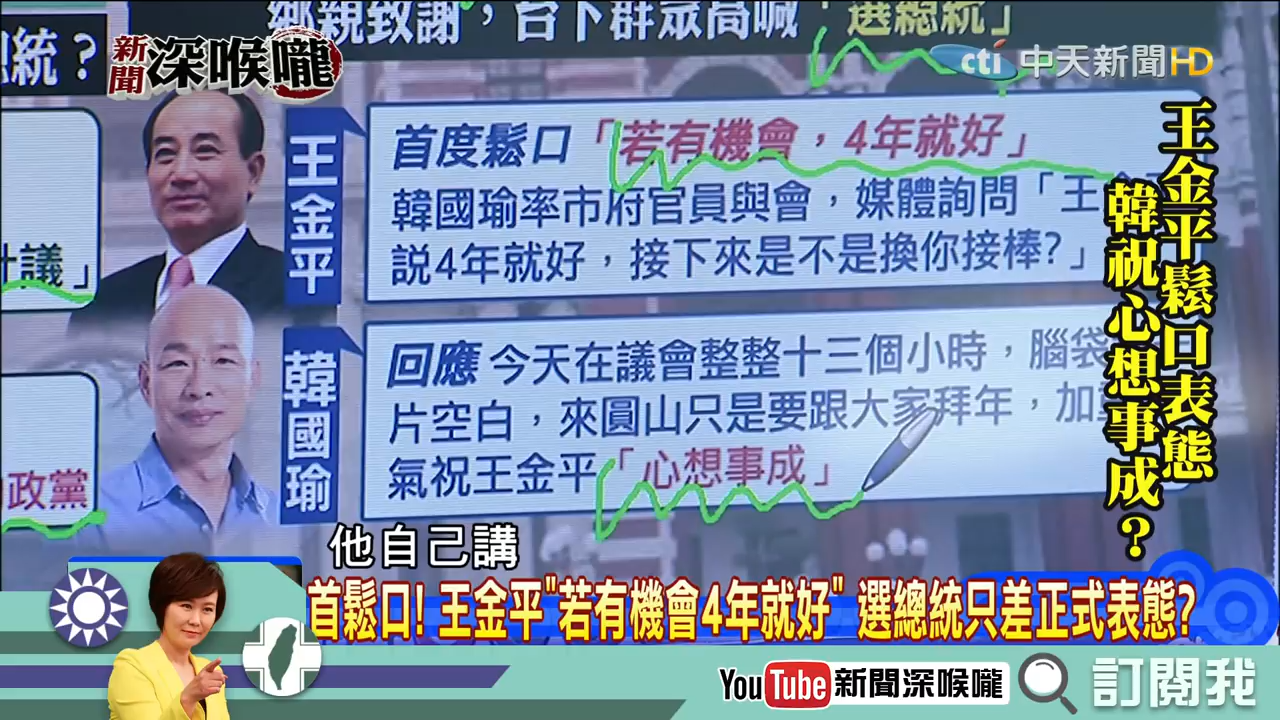 鄉親致謝，台下群眾高喊「選總統」
總統？
新聞深喉嚨
cti 中天新聞HD
王金平
首度鬆口「若有機會，4年就好」
韓國瑜率市府官員與會，媒體詢問「王
說4年就好，接下來是不是換你接棒？」
計議」
韓國瑜
回應 今天在議會整整十三個小時，腦袋
片空白，來圓山只是要跟大家拜年，加
氣祝王金平「心想事成」
政黨
王金平鬆口表態
韓祝心想事成？
他自己講
首鬆口！王金平"若有機會4年就好" 選總統只差正式表態？
YouTube 新聞深喉嚨 訂閱我